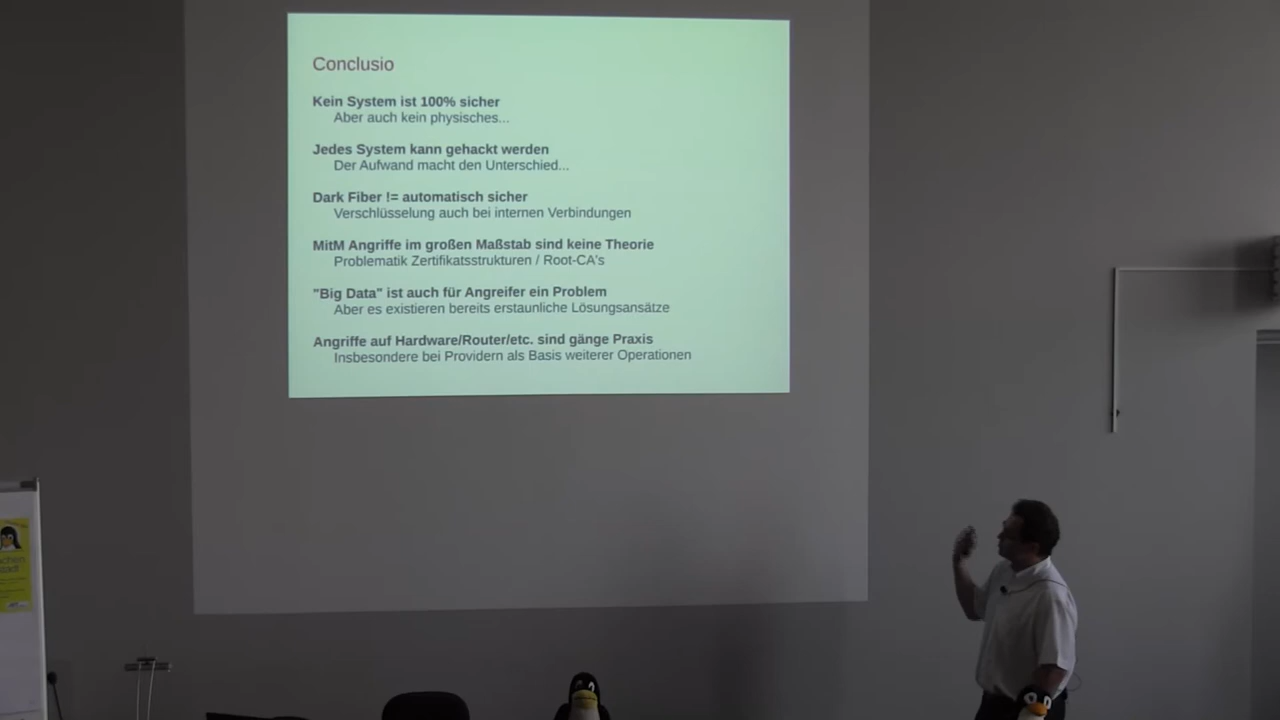 Conclusio
Kein System ist 100% sicher
Aber auch kein physisches...
Jedes System kann gehackt werden
Der Aufwand macht den Unterschied...
Dark Fiber != automatisch sicher
Verschlüsselung auch bei internen Verbindungen
MitM Angriffe im großen Maßstab sind keine Theorie
Problematik Zertifikatsstrukturen / Root-CA's
"Big Data" ist auch für Angreifer ein Problem
Aber es existieren bereits erstaunliche Lösungsansätze
Angriffe auf Hardware/Router/etc. sind gänge Praxis
Insbesondere bei Providern als Basis weiterer Operationen